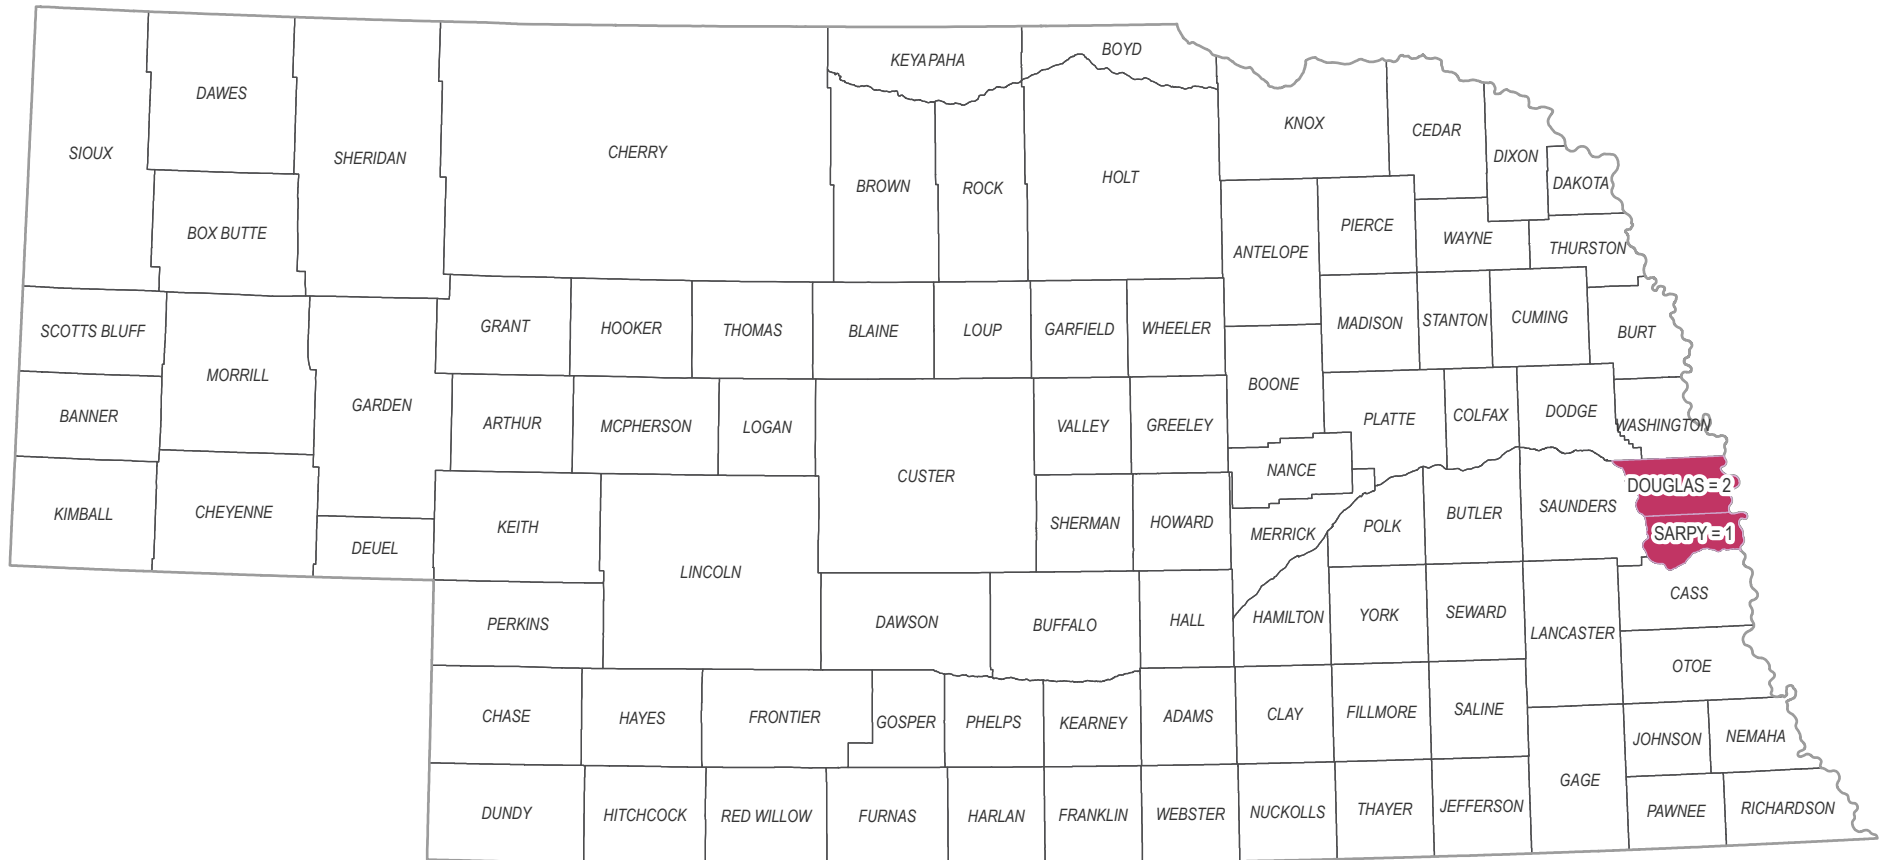 KEYA PAHA
BOYD
DAWES
KNOX
CEDAR
SIOUX
SHERIDAN
CHERRY
DIXON
BROWN
ROCK
HOLT
DAKOTA
BOX BUTTE
PIERCE
WAYNE
ANTELOPE
THURSTON
SCOTTS BLUFF
GRANT
HOOKER
THOMAS
BLAINE
LOUP
GARFIELD
WHEELER
MADISON
STANTON
CUMING
BURT
MORRILL
BOONE
BANNER
GARDEN
ARTHUR
MCPHERSON
LOGAN
VALLEY
GREELEY
PLATTE
COLFAX
DODGE
WASHINGTON
CUSTER
NANCE
DOUGLAS = 2
KIMBALL
CHEYENNE
KEITH
SHERMAN
HOWARD
MERRICK
POLK
BUTLER
SAUNDERS
SARPY = 1
DEUEL
LINCOLN
CASS
PERKINS
DAWSON
BUFFALO
HALL
HAMILTON
YORK
SEWARD
LANCASTER
OTOE
CHASE
HAYES
FRONTIER
GOSPER
PHELPS
KEARNEY
ADAMS
CLAY
FILLMORE
SALINE
JOHNSON
NEMAHA
GAGE
DUNDY
HITCHCOCK
RED WILLOW
FURNAS
HARLAN
FRANKLIN
WEBSTER
NUCKOLLS
THAYER
JEFFERSON
PAWNEE
RICHARDSON